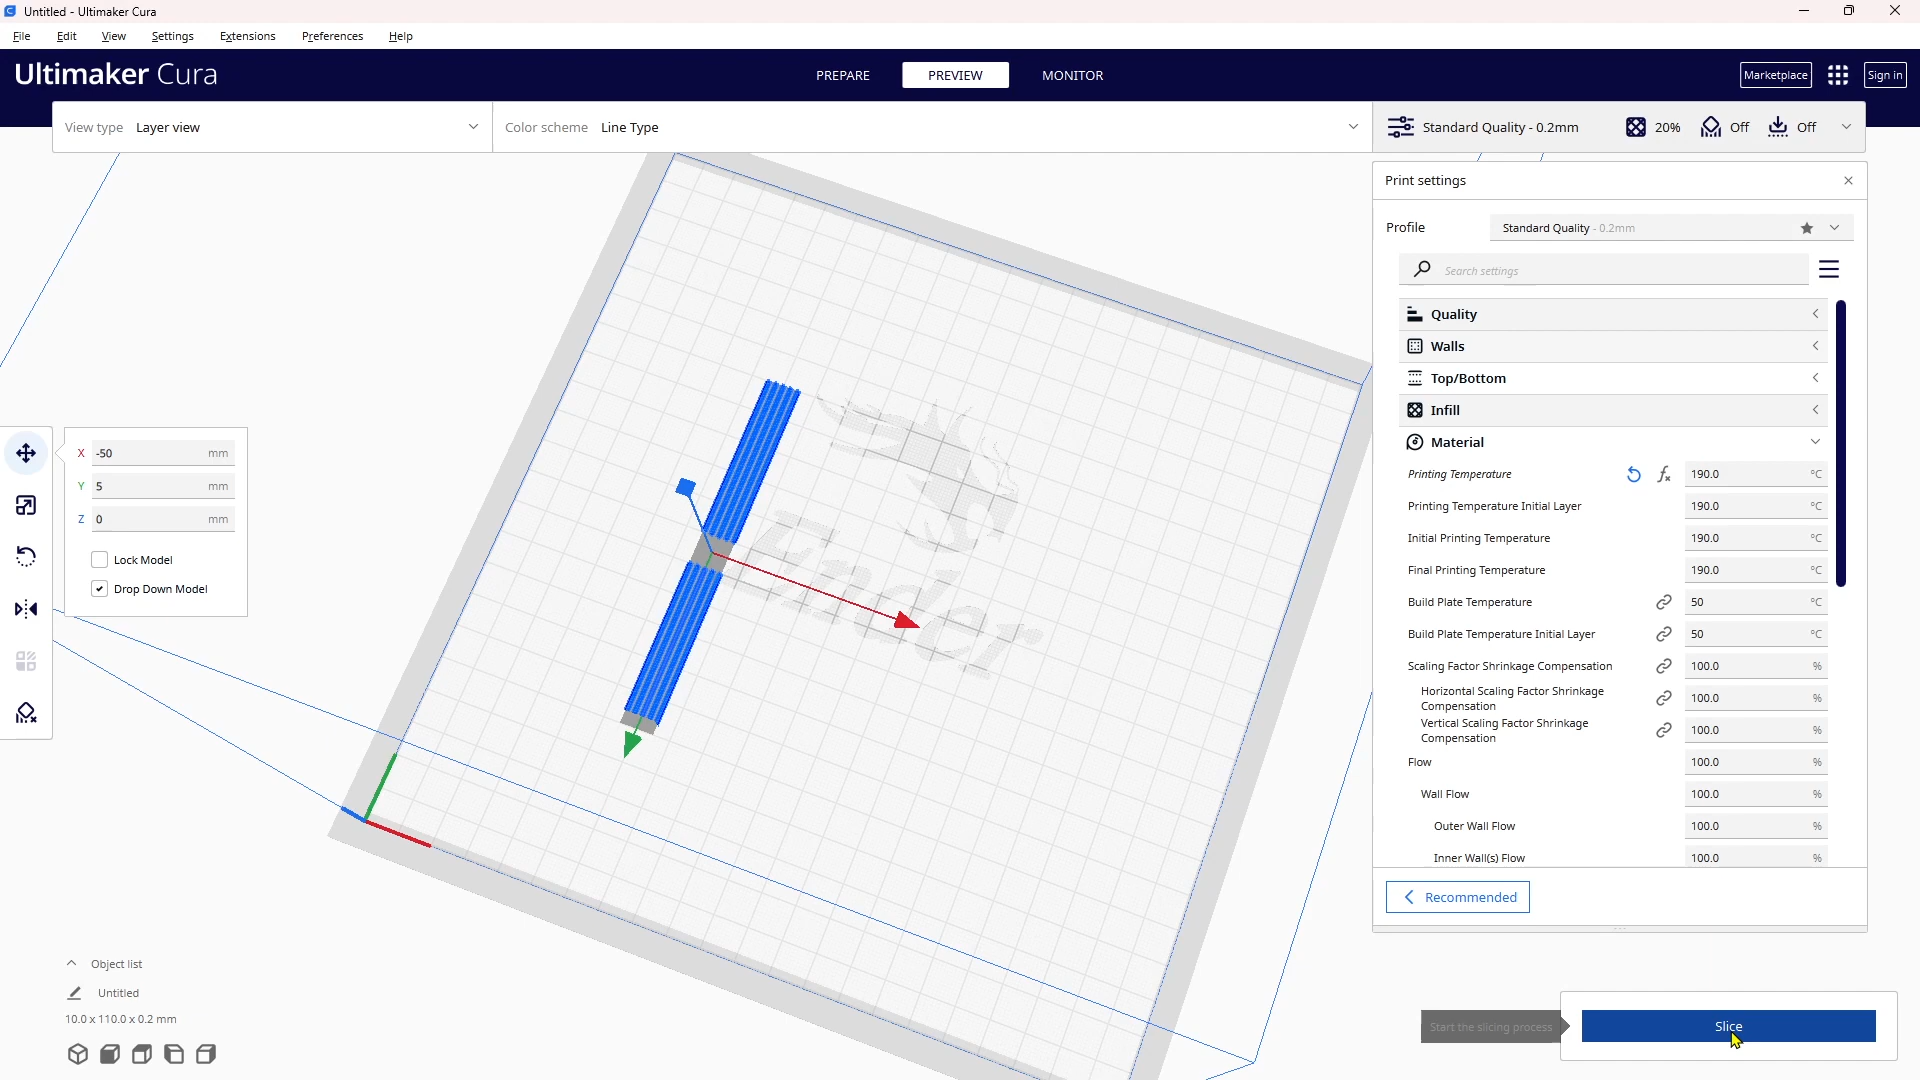 Untitled - Ultimaker Cura
File Edit View Settings Extensions Preferences Help
Ultimaker Cura
PREPARE PREVIEW MONITOR
Marketplace Sign in
View type Layer view
Color scheme Line Type
Standard Quality - 0.2mm 20% Off Off
Print settings
Profile Standard Quality - 0.2mm
Search settings
Quality
Walls
Top/Bottom
Infill
Material
Printing Temperature 190.0 °C
Printing Temperature Initial Layer 190.0 °C
Initial Printing Temperature 190.0 °C
Final Printing Temperature 190.0 °C
Build Plate Temperature 50 °C
Build Plate Temperature Initial Layer 50 °C
Scaling Factor Shrinkage Compensation 100.0 %
Horizontal Scaling Factor Shrinkage
Compensation 100.0 %
Vertical Scaling Factor Shrinkage
Compensation 100.0 %
Flow 100.0 %
Wall Flow 100.0 %
Outer Wall Flow 100.0 %
Inner Wall(s) Flow 100.0 %
Recommended
X -50 mm
Y 5 mm
Z 0 mm
Lock Model
Drop Down Model
Ender
Object list
Untitled
10.0 x 110.0 x 0.2 mm
Start the slicing process
Slice